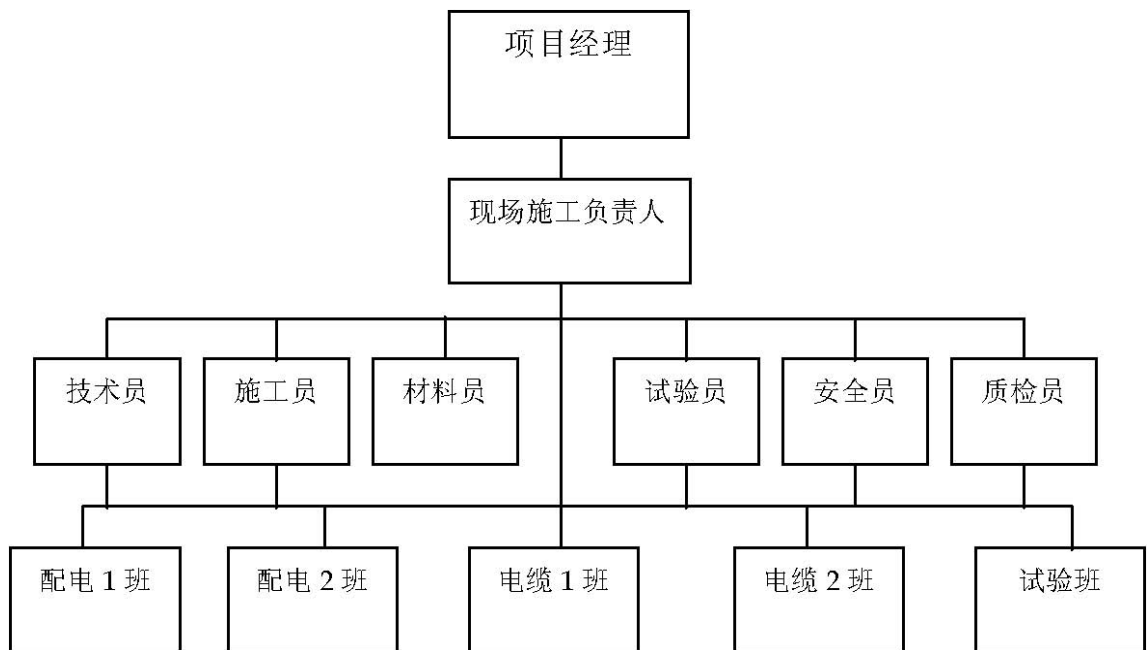 项目经理
现场施工负责人
技术员
施工员
材料员
试验员
安全员
质检员
配电 1 班
配电 2 班
电缆 1 班
电缆 2 班
试验班